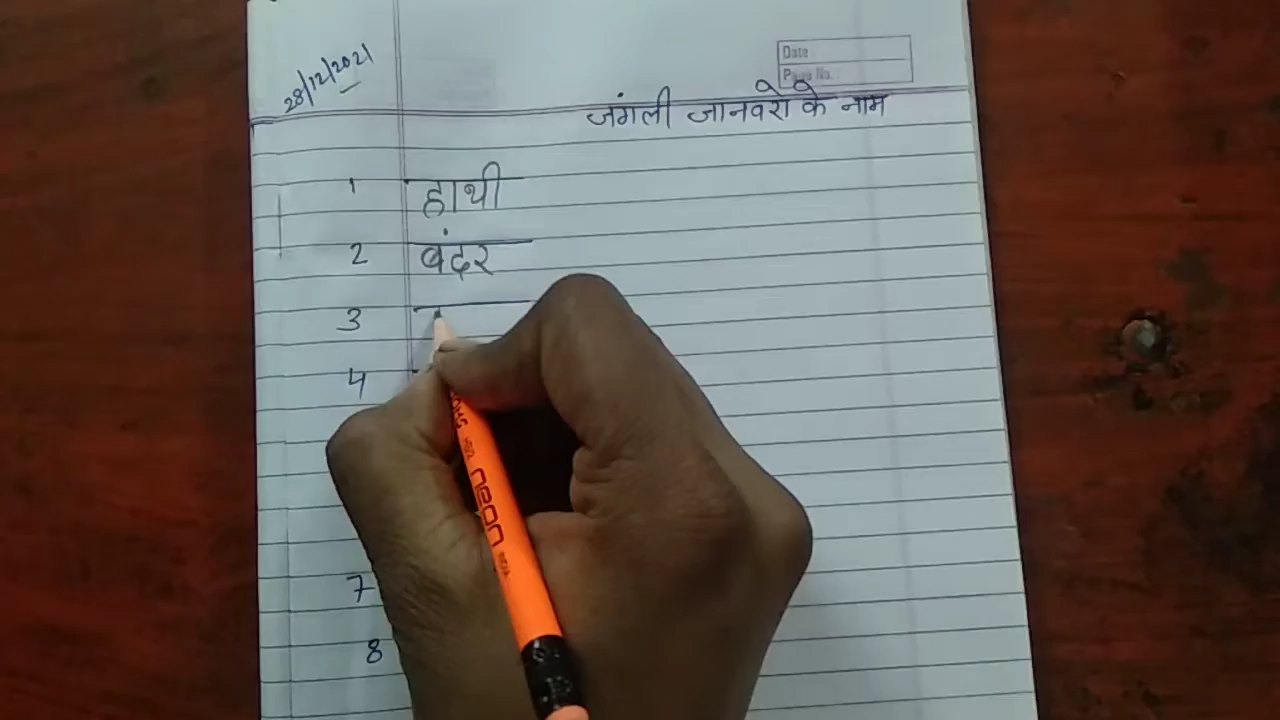 28/12/2021
Date
Page No.
जंगली जानवरो के नाम
1 हाथी
2 बंदर
3
4
7
8
neon